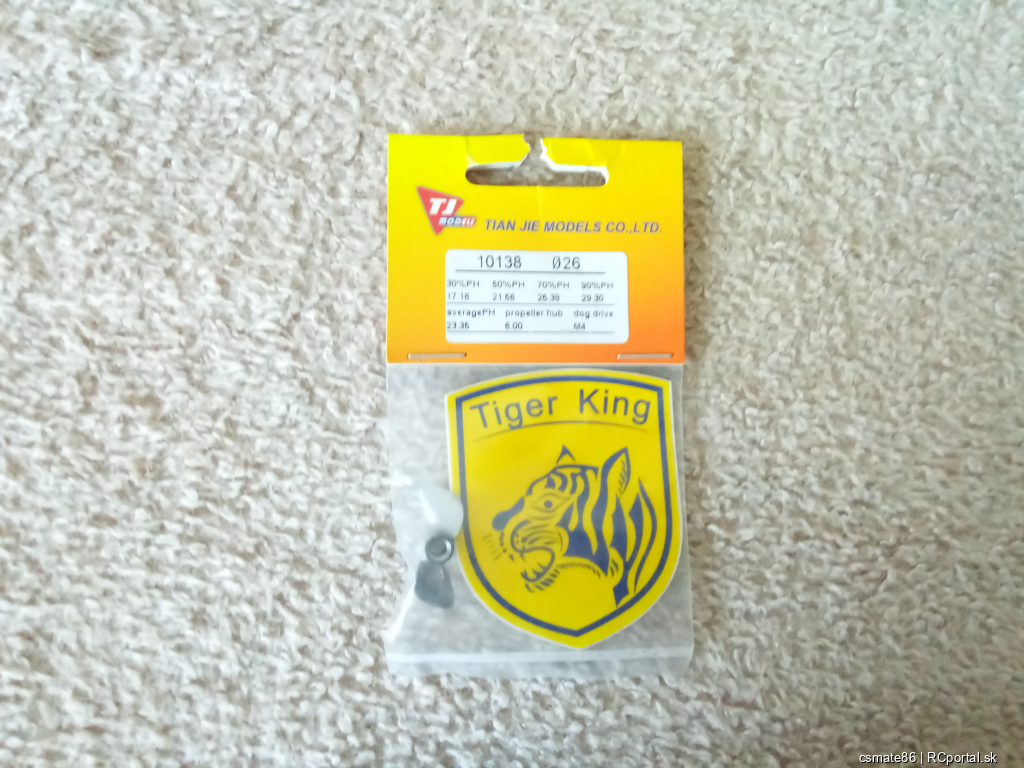 TJ
MODELS
TIAN JIE MODELS CO.,LTD.
10138 Ø26
30%PH 50%PH 70%PH 90%PH
17.16 21.56 25.38 29.30
averagePH propeller hub dog drive
23.35 6.00 M4
Tiger King
csmate86 | RCportal.sk